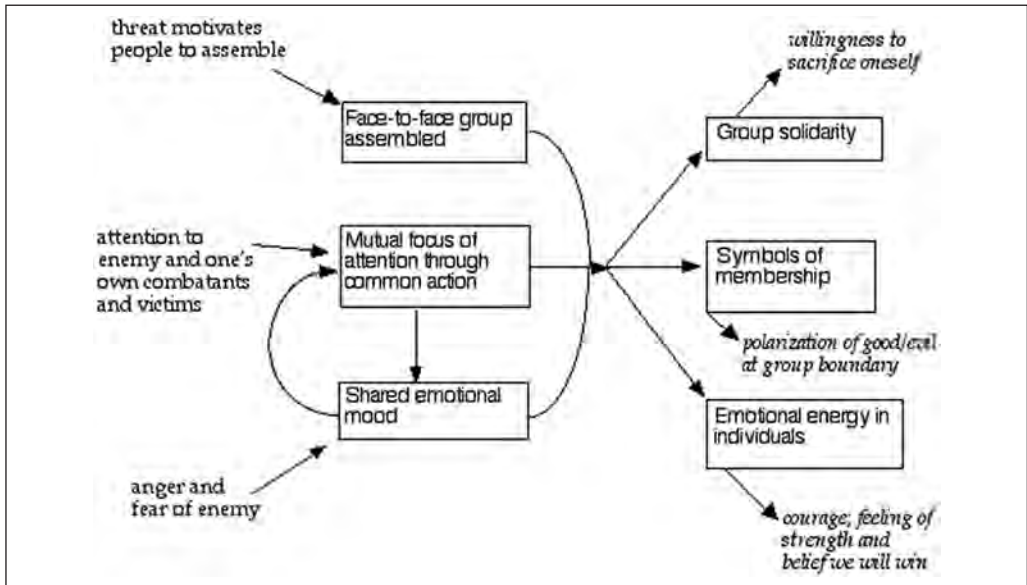 threat motivates
people to assemble
Face-to-face group
assembled
attention to
enemy and one's
own combatants
and victims
Mutual focus of
attention through
common action
Shared emotional
mood
anger and
fear of enemy
willingness to
sacrifice oneself
Group solidarity
Symbols of
membership
polarization of good/evil
at group boundary
Emotional energy in
individuals
courage; feeling of
strength and
belief we will win